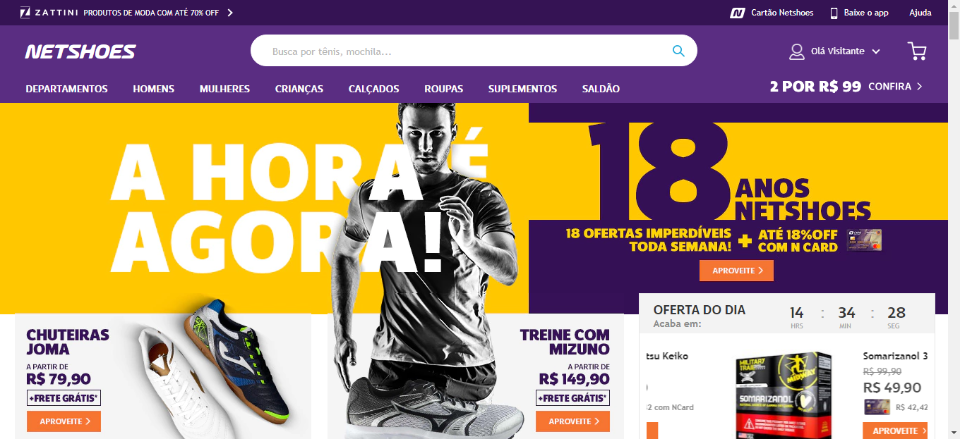 ZATTINI PRODUTOS DE MODA COM ATÉ 70% OFF
Cartão Netshoes
Baixe o app
Ajuda
NETSHOES
Busca por tênis, mochila...
Olá Visitante
DEPARTAMENTOS HOMENS MULHERES CRIANÇAS CALÇADOS ROUPAS SUPLEMENTOS SALDÃO
2 POR R$ 99 CONFIRA
A HORA É
AGORA!
18
ANOS
NETSHOES
18 OFERTAS IMPERDÍVEIS
TODA SEMANA!
+
ATÉ 18%OFF
COM N CARD
APROVEITE
CHUTEIRAS
JOMA
A PARTIR DE
R$ 79,90
+FRETE GRÁTIS*
APROVEITE
TREINE COM
MIZUNO
A PARTIR DE
R$ 149,90
+FRETE GRÁTIS*
APROVEITE
OFERTA DO DIA
Acaba em:
14 : 34 : 28
HRS MIN SEG
tsu Keiko
2 com NCard
SOMARIZANOL
Somarizanol 3
R$ 99,90
R$ 49,90
R$ 42,42
APROVEITE